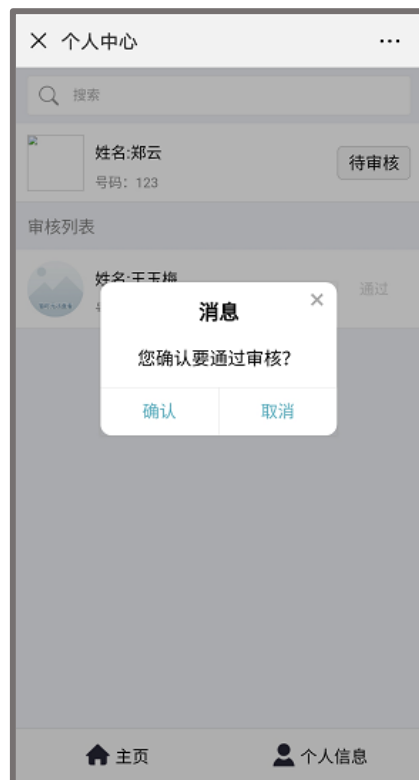 个人中心
搜索
姓名:郑云
待审核
号码：123
审核列表
姓名:王玉梅
通过
消息
您确认要通过审核？
确认
取消
主页
个人信息